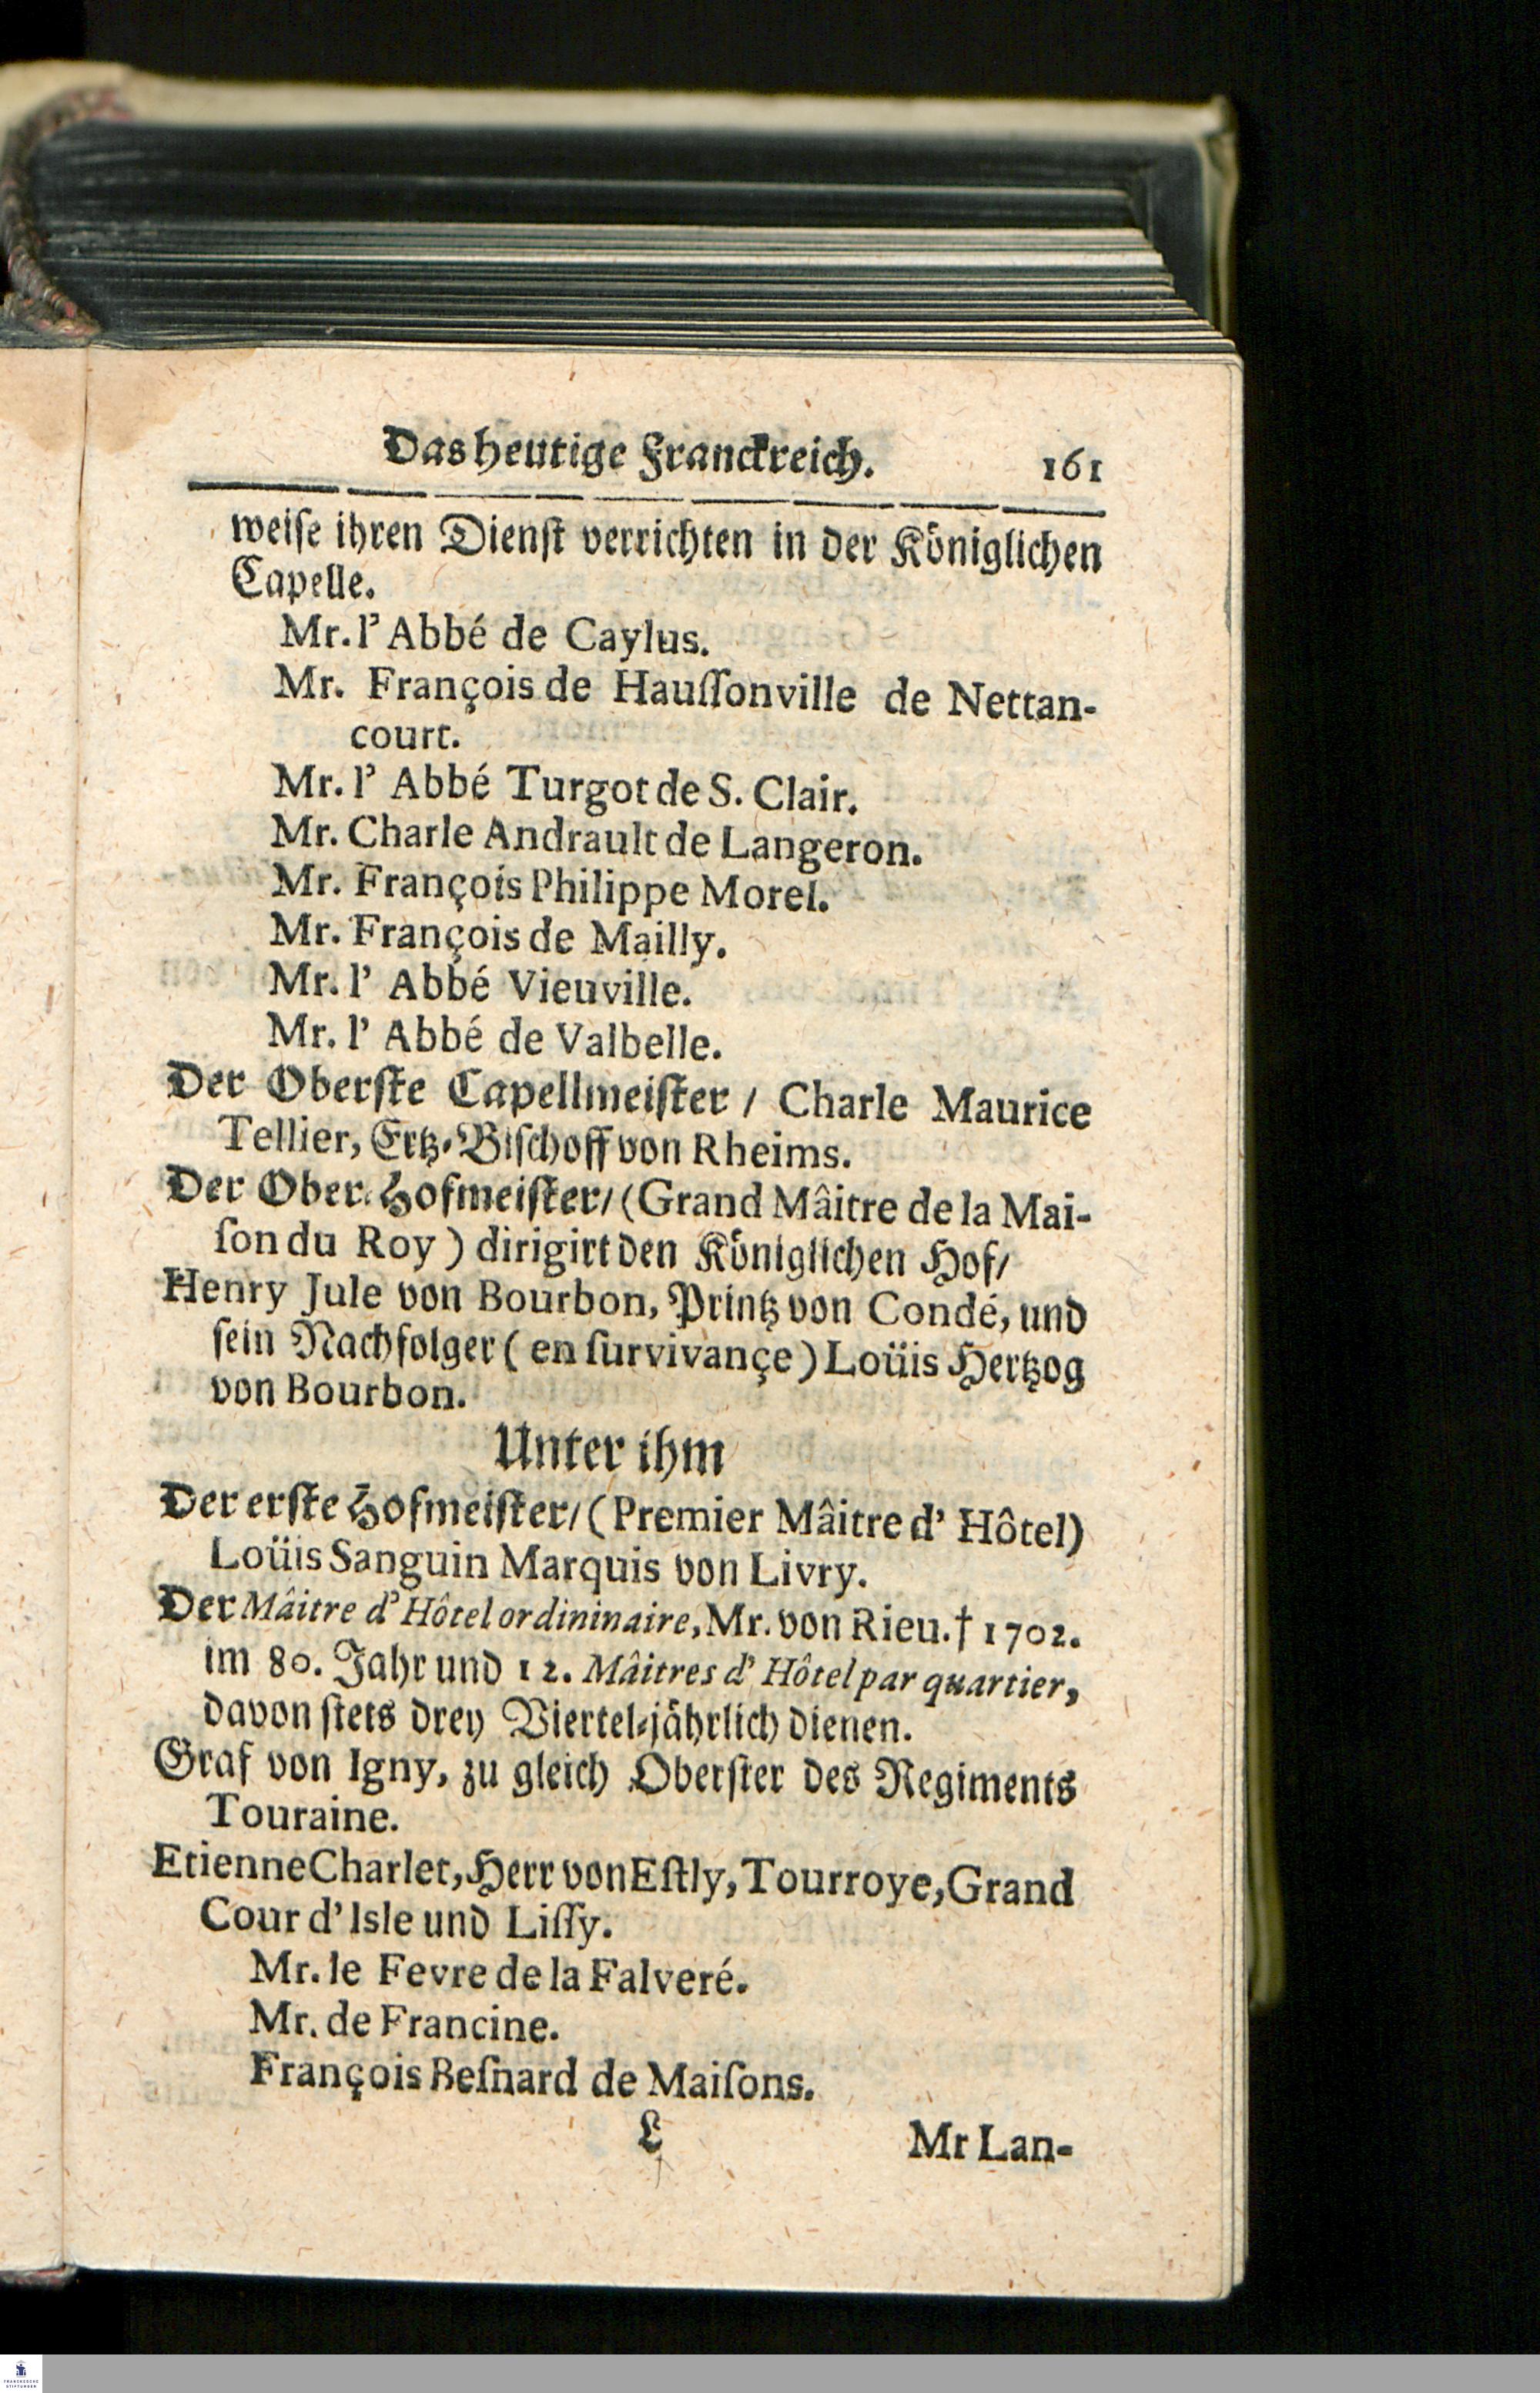 Das heutige Franckreich. 161
weiſe ihren Dienſt verrichten in der Königlichen
Capelle.
Mr. l' Abbé de Caylus.
Mr. François de Hauſſonville de Nettan-
court.
Mr. l' Abbé Turgot de S. Clair.
Mr. Charle Andrault de Langeron.
Mr. François Philippe Morel.
Mr. François de Mailly.
Mr. l' Abbé Vieuville.
Mr. l' Abbé de Valbelle.
Der Oberſte Capellmeiſter / Charle Maurice
Tellier, Ertz-Biſchoff von Rheims.
Der Ober-Hofmeiſter/ (Grand Mâitre de la Mai-
ſon du Roy) dirigirt den Königlichen Hof/
Henry Jule von Bourbon, Printz von Condé, und
ſein Nachfolger (en ſurvivançe) Loüis Hertzog
von Bourbon.
Unter ihm
Der erſte Hofmeiſter/ (Premier Mâitre d' Hôtel)
Loüis Sanguin Marquis von Livry.
Der Mâitre d' Hôtel ordininaire, Mr. von Rieu. † 1702.
im 80. Jahr und 12. Mâitres d' Hôtel par quartier,
davon ſtets drey Viertel-jährlich dienen.
Graf von Igny, zu gleich Oberſter des Regiments
Touraine.
Etienne Charlet, Herr von Eſtly, Tourroye, Grand
Cour d' Isle und Liſſy.
Mr. le Fevre de la Falveré.
Mr. de Francine.
François Beſnard de Maiſons.
L Mr Lan-
FRANCKESCHE
STIFTUNGEN